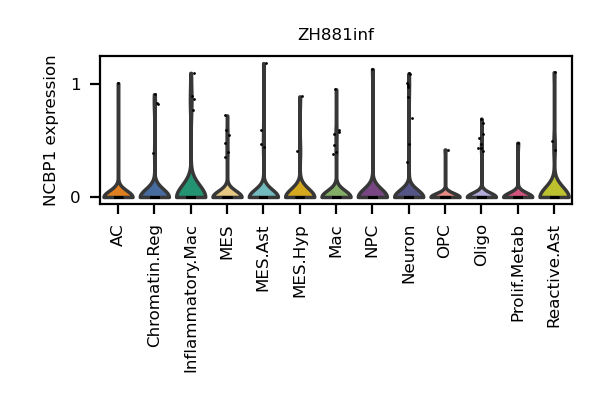 ZH881inf
NCBP1 expression
1
0
AC
Chromatin.Reg
Inflammatory.Mac
MES
MES.Ast
MES.Hyp
Mac
NPC
Neuron
OPC
Oligo
Prolif.Metab
Reactive.Ast